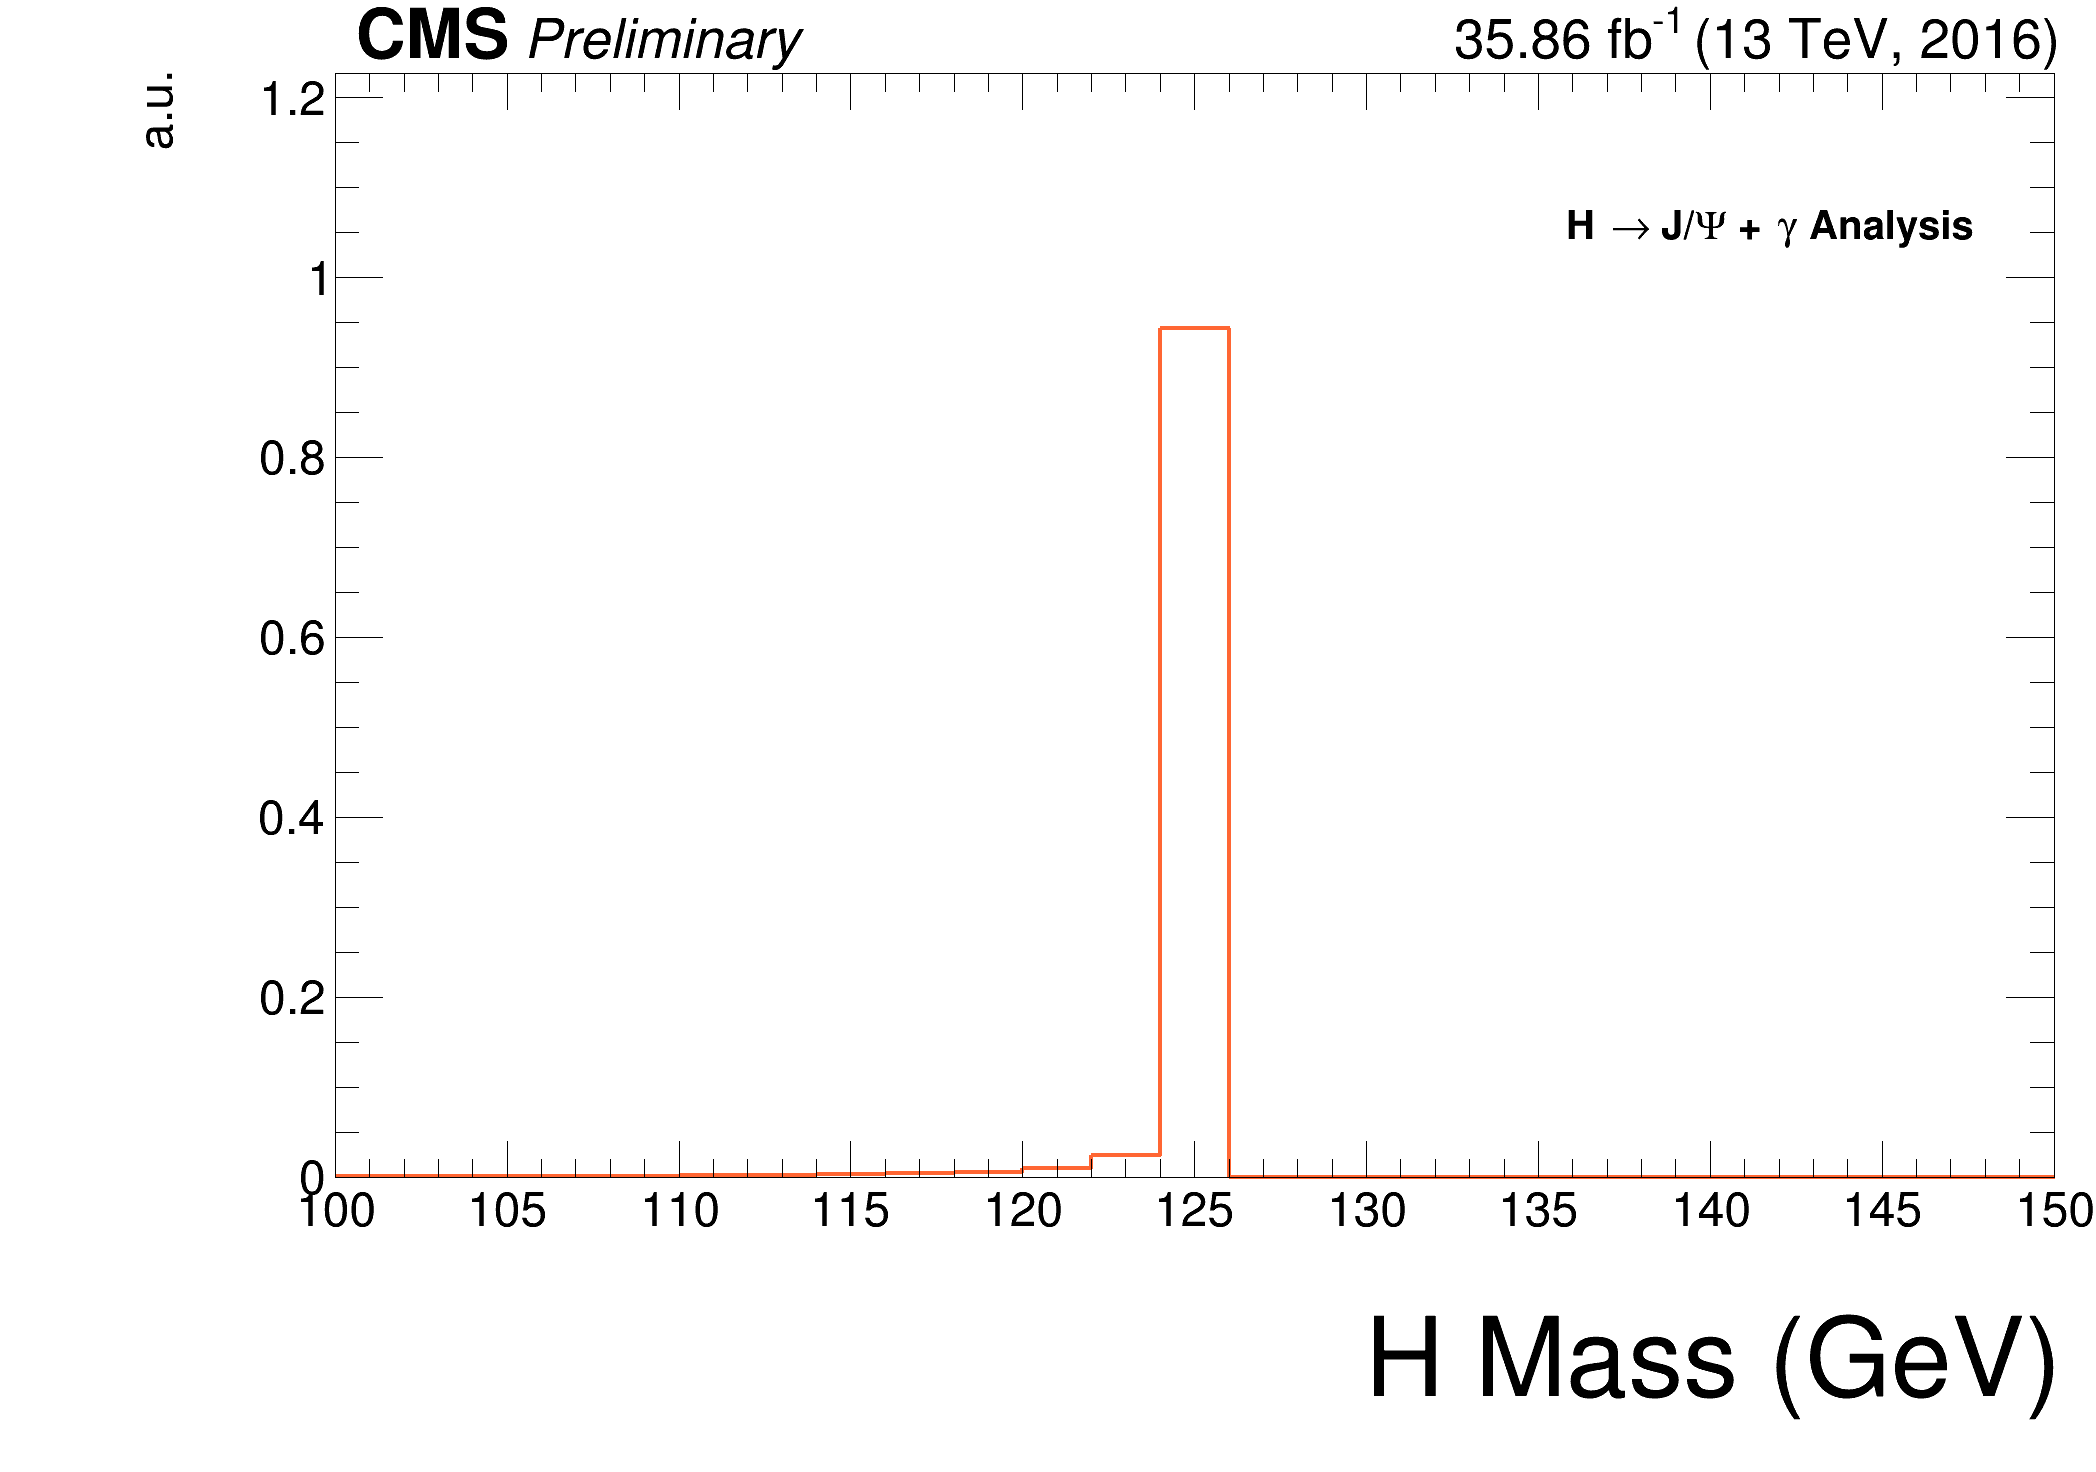 CMS Preliminary 35.86 fb⁻¹ (13 TeV, 2016)
a.u.
1.2
H → J/Ψ + γ Analysis
1
0.8
0.6
0.4
0.2
0
100 105 110 115 120 125 130 135 140 145 150
H Mass (GeV)